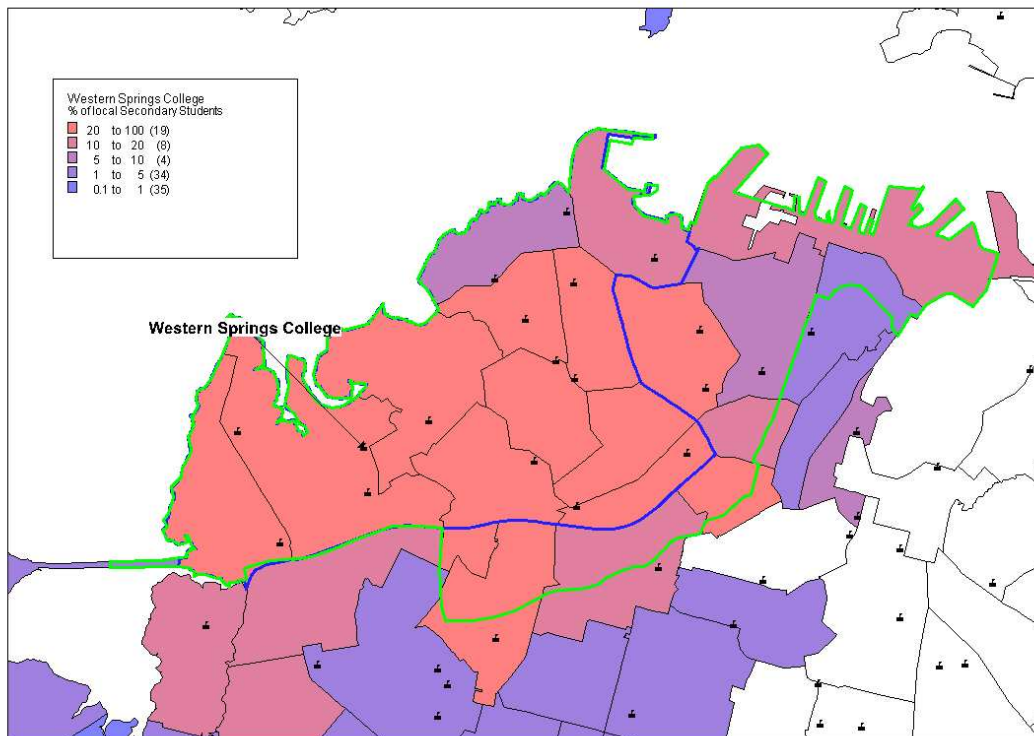 Western Springs College
% of local Secondary Students
20 to 100 (19)
10 to 20 (8)
5 to 10 (4)
1 to 5 (34)
0.1 to 1 (35)
Western Springs College